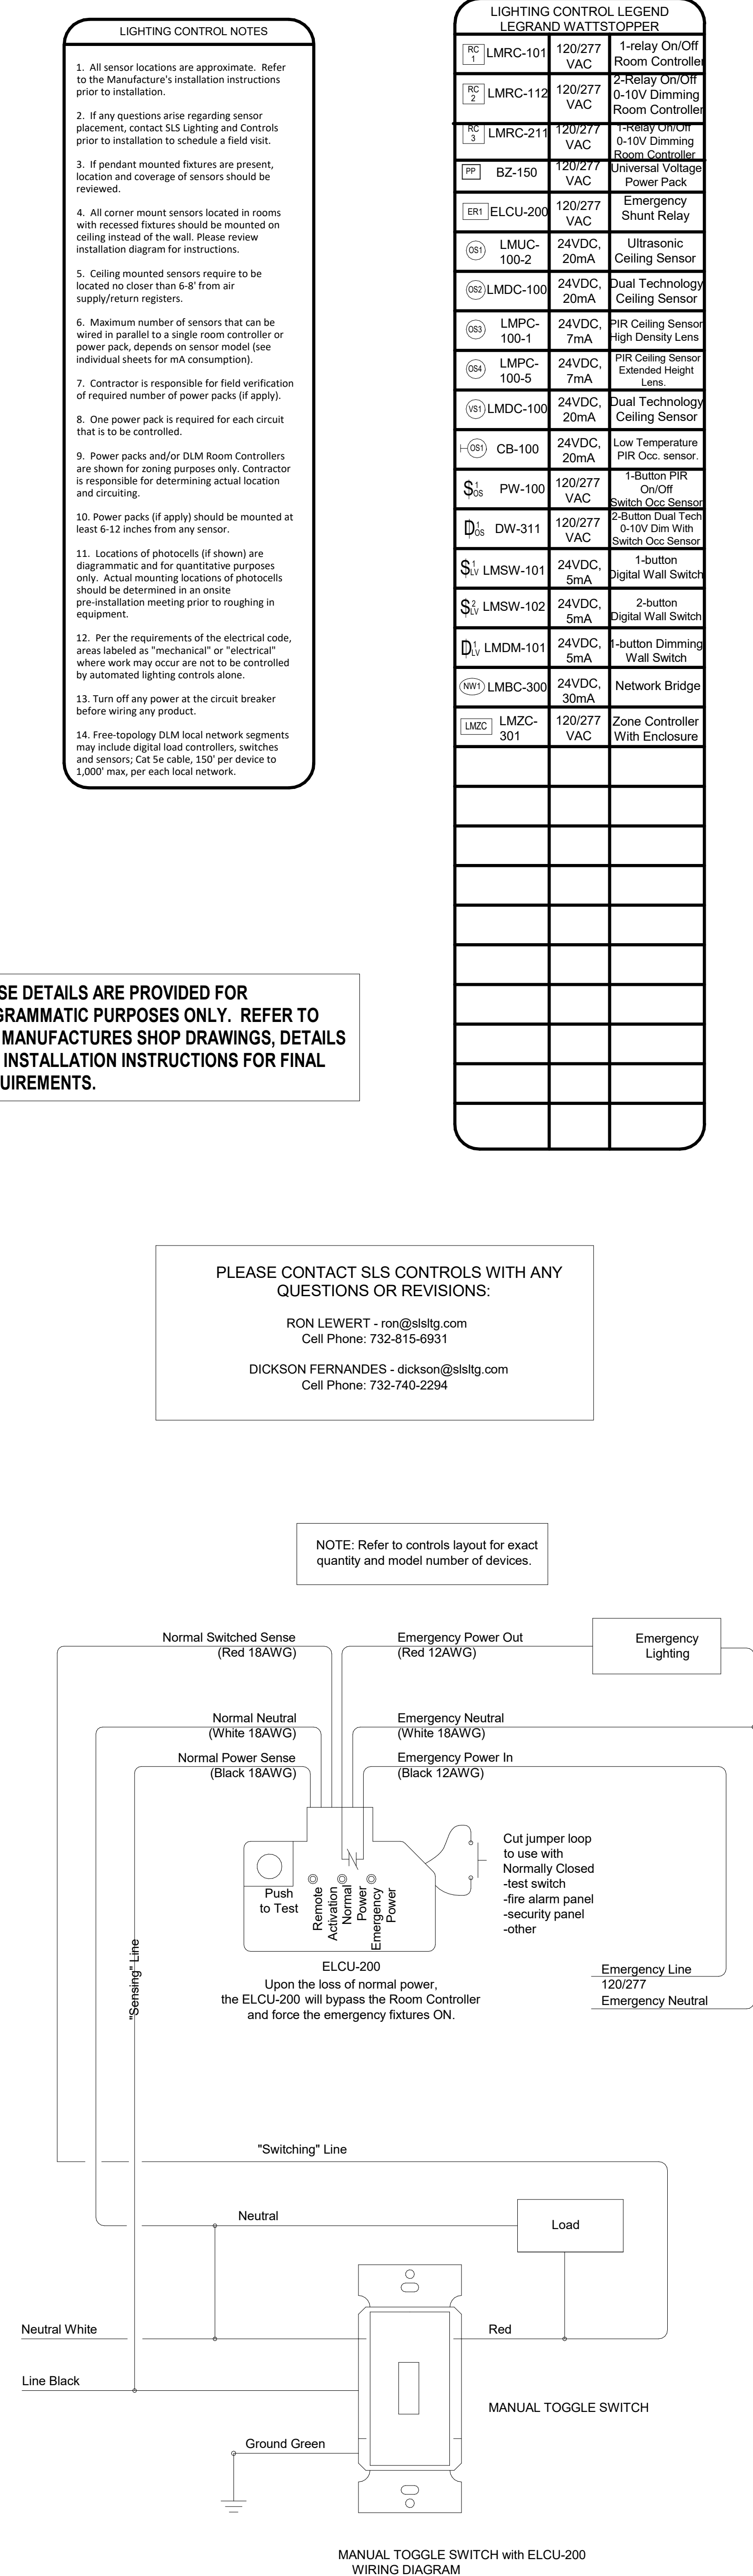 LIGHTING CONTROL NOTES
1.  All sensor locations are approximate.  Refer
to the Manufacture's installation instructions
prior to installation.
2.  If any questions arise regarding sensor
placement, contact SLS Lighting and Controls
prior to installation to schedule a field visit.
3.  If pendant mounted fixtures are present,
location and coverage of sensors should be
reviewed.
4.  All corner mount sensors located in rooms
with recessed fixtures should be mounted on
ceiling instead of the wall. Please review
installation diagram for instructions.
5.  Ceiling mounted sensors require to be
located no closer than 6-8' from air
supply/return registers.
6.  Maximum number of sensors that can be
wired in parallel to a single room controller or
power pack, depends on sensor model (see
individual sheets for mA consumption).
7.  Contractor is responsible for field verification
of required number of power packs (if apply).
8.  One power pack is required for each circuit
that is to be controlled.
9.  Power packs and/or DLM Room Controllers
are shown for zoning purposes only. Contractor
is responsible for determining actual location
and circuiting.
10. Power packs (if apply) should be mounted at
least 6-12 inches from any sensor.
11.  Locations of photocells (if shown) are
diagrammatic and for quantitative purposes
only.  Actual mounting locations of photocells
should be determined in an onsite
pre-installation meeting prior to roughing in
equipment.
12.  Per the requirements of the electrical code,
areas labeled as "mechanical" or "electrical"
where work may occur are not to be controlled
by automated lighting controls alone.
13. Turn off any power at the circuit breaker
before wiring any product.
14. Free-topology DLM local network segments
may include digital load controllers, switches
and sensors; Cat 5e cable, 150' per device to
1,000' max, per each local network.
LIGHTING CONTROL LEGEND
LEGRAND WATTSTOPPER
RC 1 LMRC-101 120/277 VAC 1-relay On/Off Room Controller
RC 2 LMRC-112 120/277 VAC 2-Relay On/Off 0-10V Dimming Room Controller
RC 3 LMRC-211 120/277 VAC 1-Relay On/Off 0-10V Dimming Room Controller
PP BZ-150 120/277 VAC Universal Voltage Power Pack
ER1 ELCU-200 120/277 VAC Emergency Shunt Relay
OS1 LMUC-100-2 24VDC, 20mA Ultrasonic Ceiling Sensor
OS2 LMDC-100 24VDC, 20mA Dual Technology Ceiling Sensor
OS3 LMPC-100-1 24VDC, 7mA PIR Ceiling Sensor High Density Lens
OS4 LMPC-100-5 24VDC, 7mA PIR Ceiling Sensor Extended Height Lens.
VS1 LMDC-100 24VDC, 20mA Dual Technology Ceiling Sensor
OS1 CB-100 24VDC, 20mA Low Temperature PIR Occ. sensor.
$ 1 OS PW-100 120/277 VAC 1-Button PIR On/Off Switch Occ Sensor
D 1 OS DW-311 120/277 VAC 2-Button Dual Tech 0-10V Dim With Switch Occ Sensor
$ 1 LV LMSW-101 24VDC, 5mA 1-button Digital Wall Switch
$ 2 LV LMSW-102 24VDC, 5mA 2-button Digital Wall Switch
D 1 LV LMDM-101 24VDC, 5mA 1-button Dimming Wall Switch
NW1 LMBC-300 24VDC, 30mA Network Bridge
LMZC LMZC-301 120/277 VAC Zone Controller With Enclosure
SE DETAILS ARE PROVIDED FOR
GRAMMATIC PURPOSES ONLY.  REFER TO
MANUFACTURES SHOP DRAWINGS, DETAILS
INSTALLATION INSTRUCTIONS FOR FINAL
UIREMENTS.
PLEASE CONTACT SLS CONTROLS WITH ANY
QUESTIONS OR REVISIONS:
RON LEWERT - ron@slsltg.com
Cell Phone: 732-815-6931
DICKSON FERNANDES - dickson@slsltg.com
Cell Phone: 732-740-2294
NOTE: Refer to controls layout for exact
quantity and model number of devices.
Normal Switched Sense
(Red 18AWG)
Emergency Power Out
(Red 12AWG)
Emergency
Lighting
Normal Neutral
(White 18AWG)
Emergency Neutral
(White 18AWG)
Normal Power Sense
(Black 18AWG)
Emergency Power In
(Black 12AWG)
Push
to Test
Remote
Activation
Normal
Power
Emergency
Power
Cut jumper loop
to use with
Normally Closed
-test switch
-fire alarm panel
-security panel
-other
ELCU-200
Upon the loss of normal power,
the ELCU-200 will bypass the Room Controller
and force the emergency fixtures ON.
Emergency Line
120/277
Emergency Neutral
"Sensing" Line
"Switching" Line
Neutral
Load
Neutral White
Red
Line Black
MANUAL TOGGLE SWITCH
Ground Green
MANUAL TOGGLE SWITCH with ELCU-200
WIRING DIAGRAM